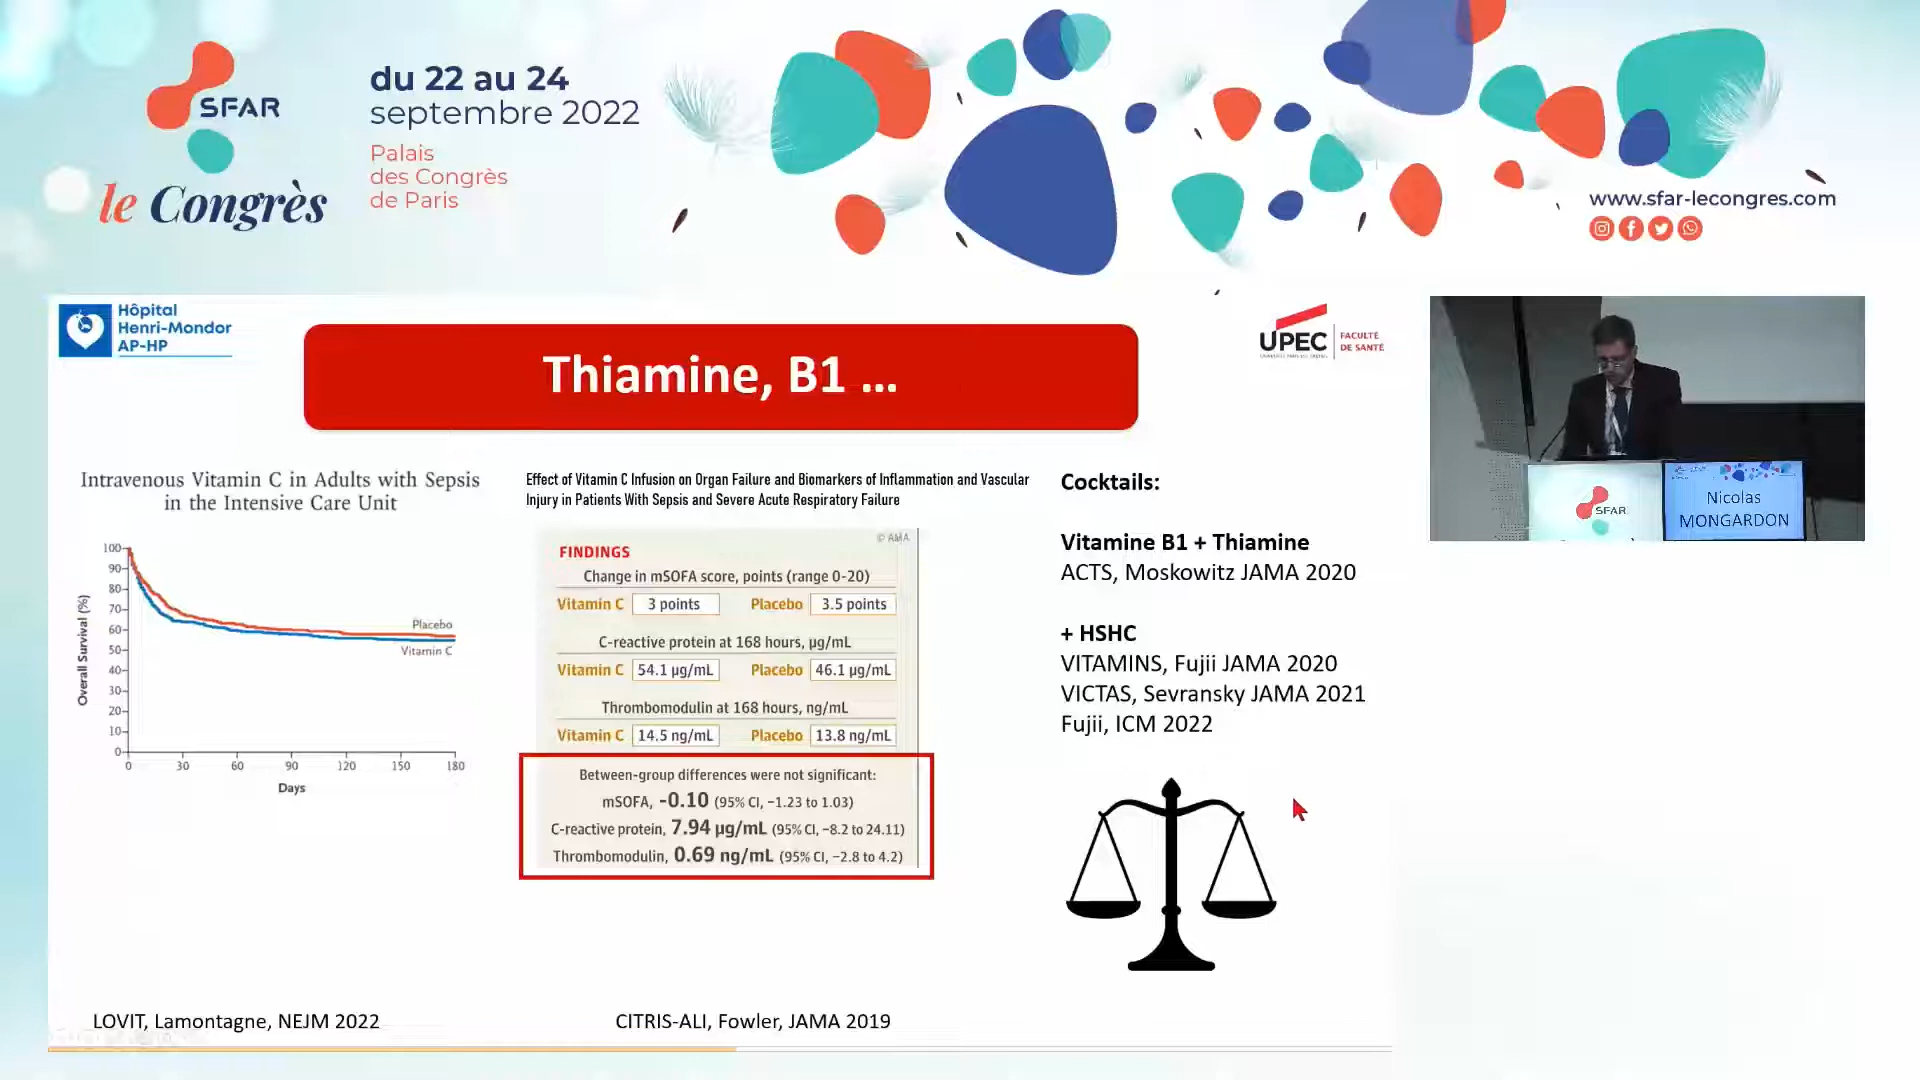 SFAR
le Congrès
du 22 au 24
septembre 2022
Palais
des Congrès
de Paris
www.sfar-lecongres.com
Hôpital
Henri-Mondor
AP-HP
Thiamine, B1 ...
UPEC
FACULTÉ
DE SANTÉ
Intravenous Vitamin C in Adults with Sepsis
in the Intensive Care Unit
Overall Survival (%)
100
90
80
70
60
50
40
30
20
10
0
Placebo
Vitamin C
0 30 60 90 120 150 180
Days
LOVIT, Lamontagne, NEJM 2022
Effect of Vitamin C Infusion on Organ Failure and Biomarkers of Inflammation and Vascular
Injury in Patients With Sepsis and Severe Acute Respiratory Failure
© AMA
FINDINGS
Change in mSOFA score, points (range 0-20)
Vitamin C 3 points Placebo 3.5 points
C-reactive protein at 168 hours, µg/mL
Vitamin C 54.1 µg/mL Placebo 46.1 µg/mL
Thrombomodulin at 168 hours, ng/mL
Vitamin C 14.5 ng/mL Placebo 13.8 ng/mL
Between-group differences were not significant:
mSOFA, -0.10 (95% CI, −1.23 to 1.03)
C-reactive protein, 7.94 µg/mL (95% CI, −8.2 to 24.11)
Thrombomodulin, 0.69 ng/mL (95% CI, −2.8 to 4.2)
CITRIS-ALI, Fowler, JAMA 2019
Cocktails:
Vitamine B1 + Thiamine
ACTS, Moskowitz JAMA 2020
+ HSHC
VITAMINS, Fujii JAMA 2020
VICTAS, Sevransky JAMA 2021
Fujii, ICM 2022
SFAR
Nicolas
MONGARDON